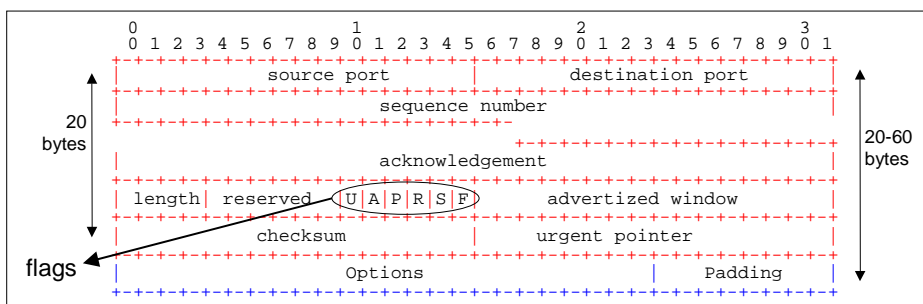 0 1 2 3
0 1 2 3 4 5 6 7 8 9 0 1 2 3 4 5 6 7 8 9 0 1 2 3 4 5 6 7 8 9 0 1
source port destination port
sequence number
20
bytes
20-60
bytes
acknowledgement
length reserved U A P R S F advertized window
checksum urgent pointer
flags
Options Padding